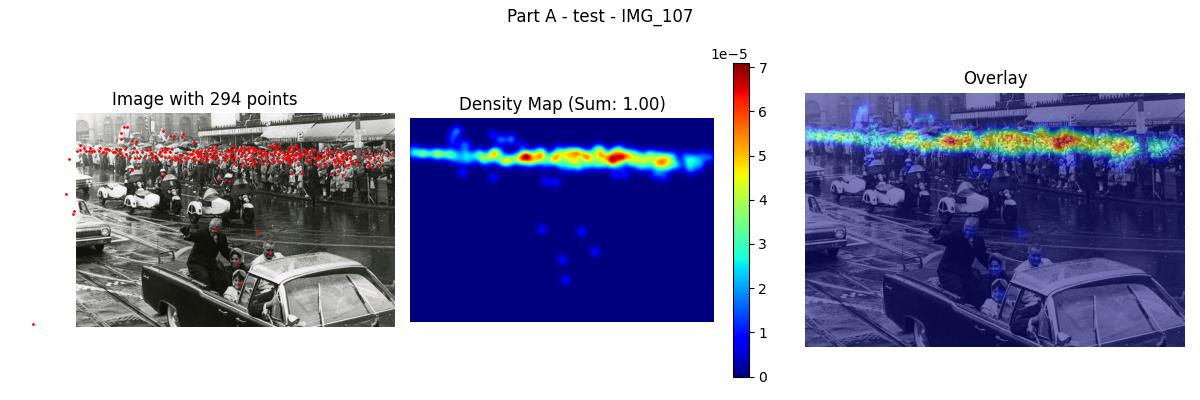 Part A - test - IMG_107
Image with 294 points
Density Map (Sum: 1.00)
1e−5
7
6
5
4
3
2
1
0
Overlay